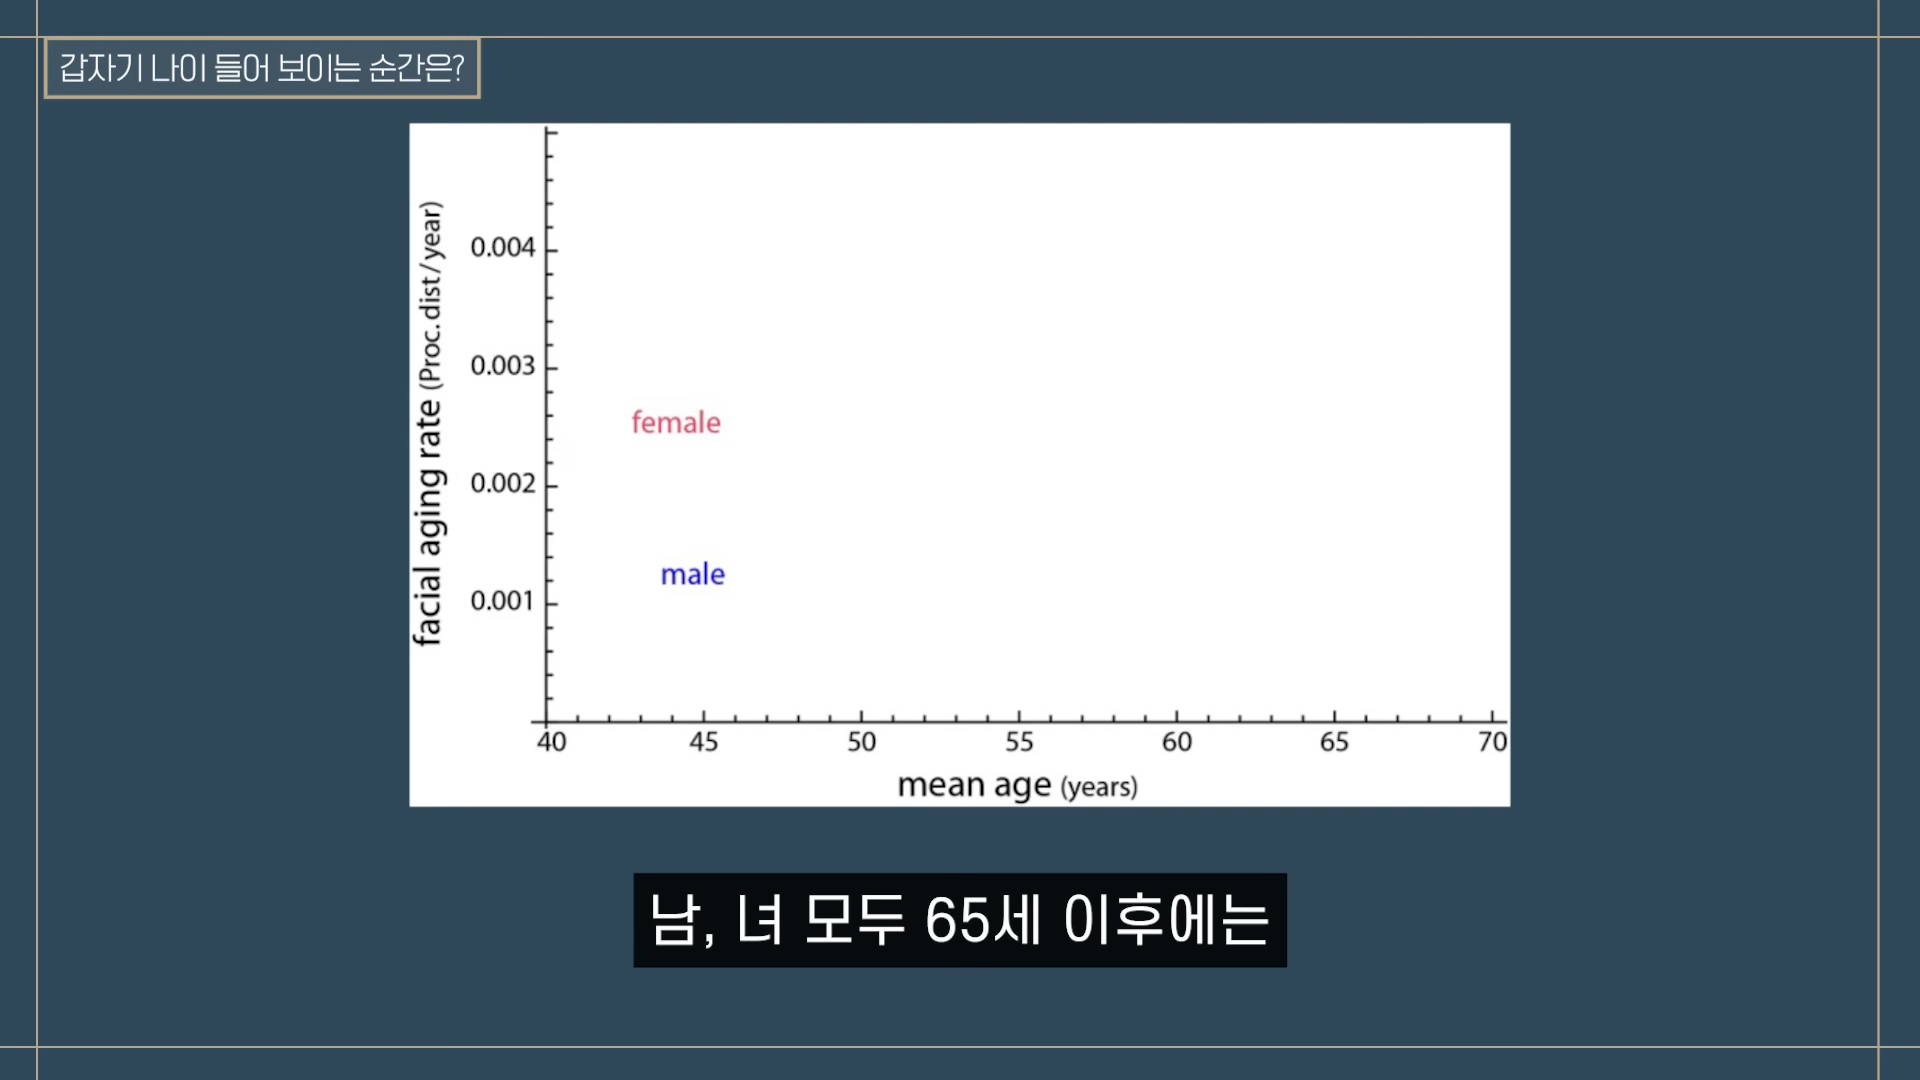 갑자기 나이 들어 보이는 순간은?
facial aging rate (Proc.dist/year)
0.004
0.003
female
0.002
male
0.001
40 45 50 55 60 65 70
mean age (years)
남, 녀 모두 65세 이후에는